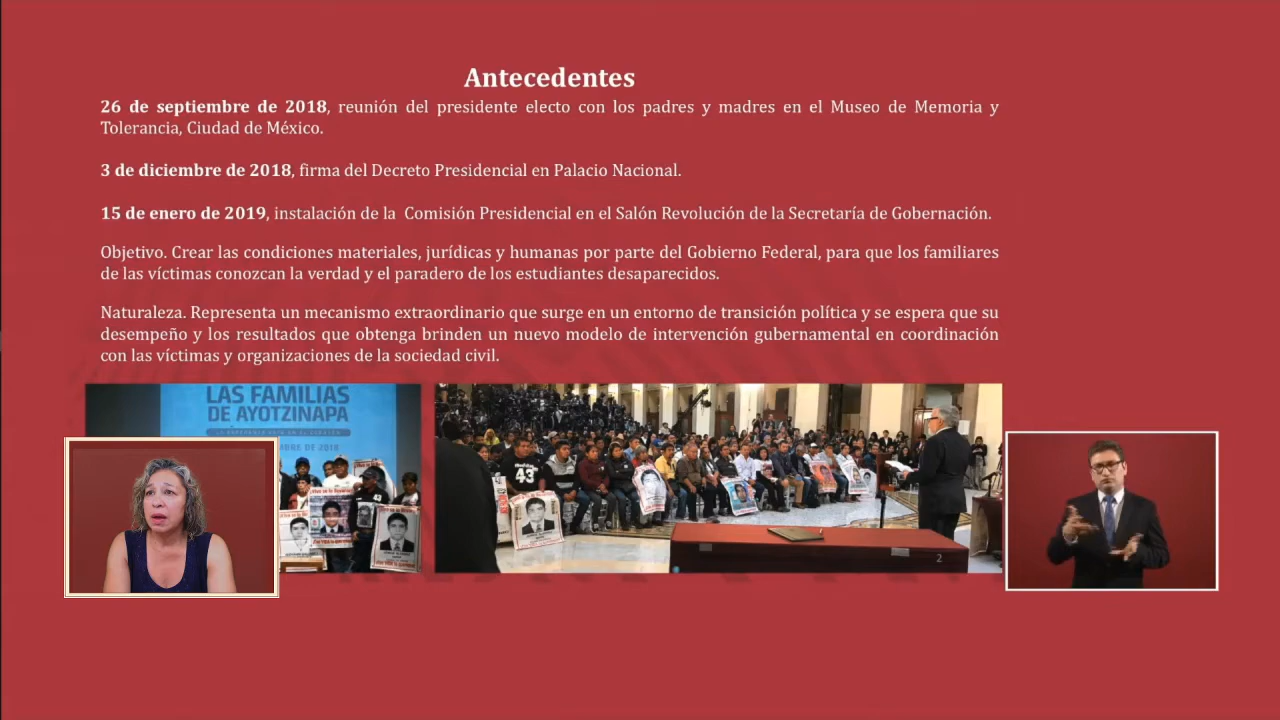 Antecedentes
26 de septiembre de 2018, reunión del presidente electo con los padres y madres en el Museo de Memoria y
Tolerancia, Ciudad de México.
3 de diciembre de 2018, firma del Decreto Presidencial en Palacio Nacional.
15 de enero de 2019, instalación de la Comisión Presidencial en el Salón Revolución de la Secretaría de Gobernación.
Objetivo. Crear las condiciones materiales, jurídicas y humanas por parte del Gobierno Federal, para que los familiares
de las víctimas conozcan la verdad y el paradero de los estudiantes desaparecidos.
Naturaleza. Representa un mecanismo extraordinario que surge en un entorno de transición política y se espera que su
desempeño y los resultados que obtenga brinden un nuevo modelo de intervención gubernamental en coordinación
con las víctimas y organizaciones de la sociedad civil.
LAS FAMILIAS
DE AYOTZINAPA
MBRE DE 2018
43
43
2